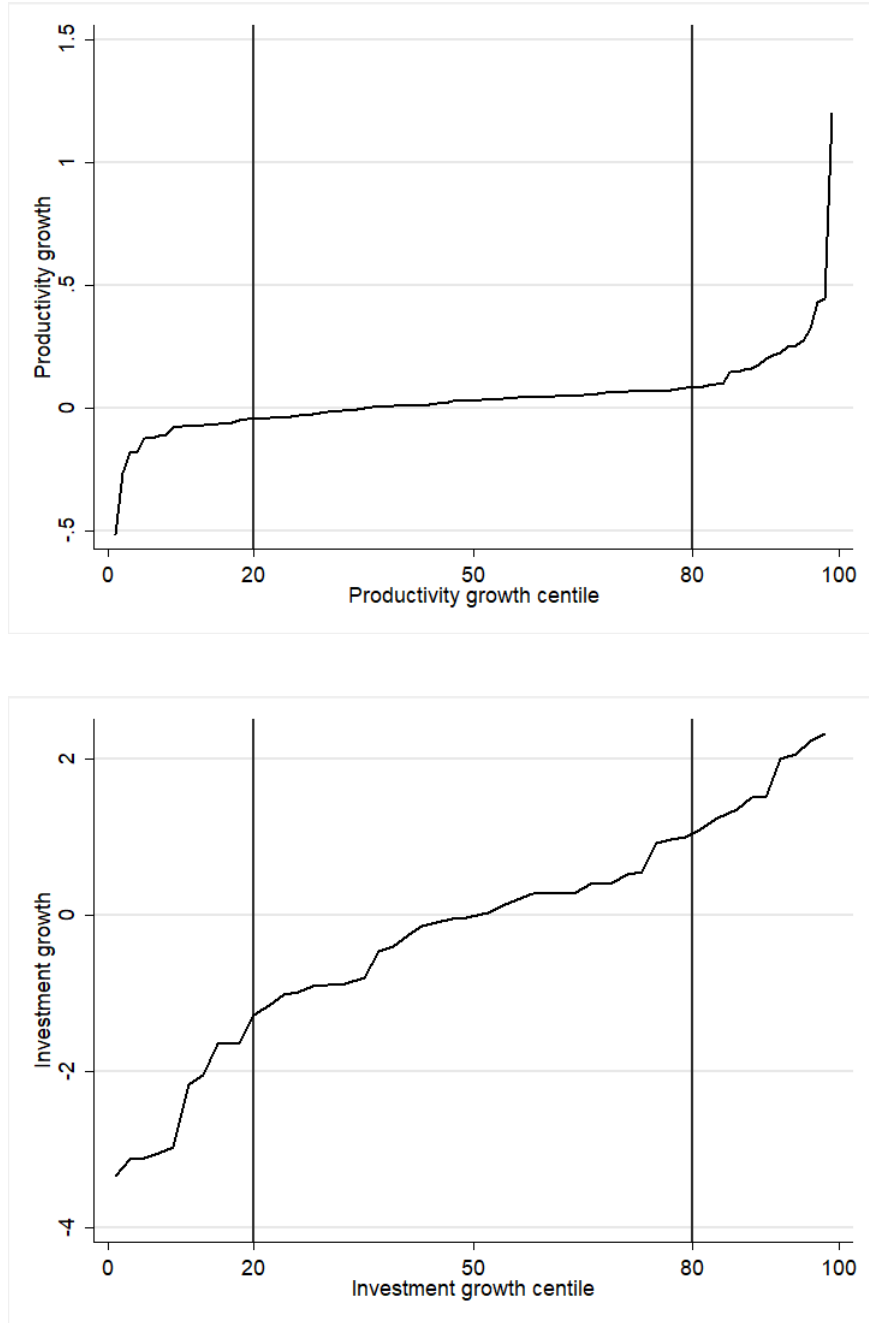 1.5
1
.5
0
-.5
Productivity growth
0 20 50 80 100
Productivity growth centile
2
0
-2
-4
Investment growth
0 20 50 80 100
Investment growth centile